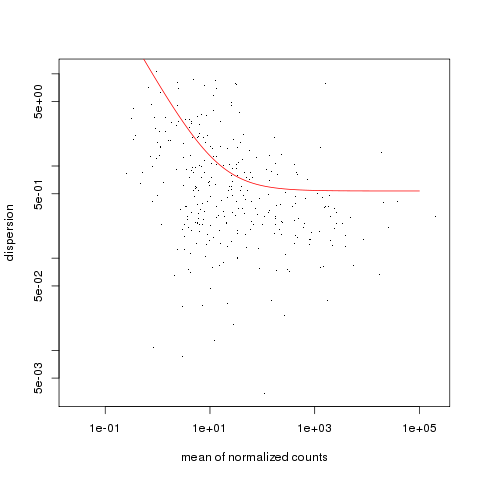 5e+00
5e-01
5e-02
5e-03
dispersion
1e-01
1e+01
1e+03
1e+05
mean of normalized counts